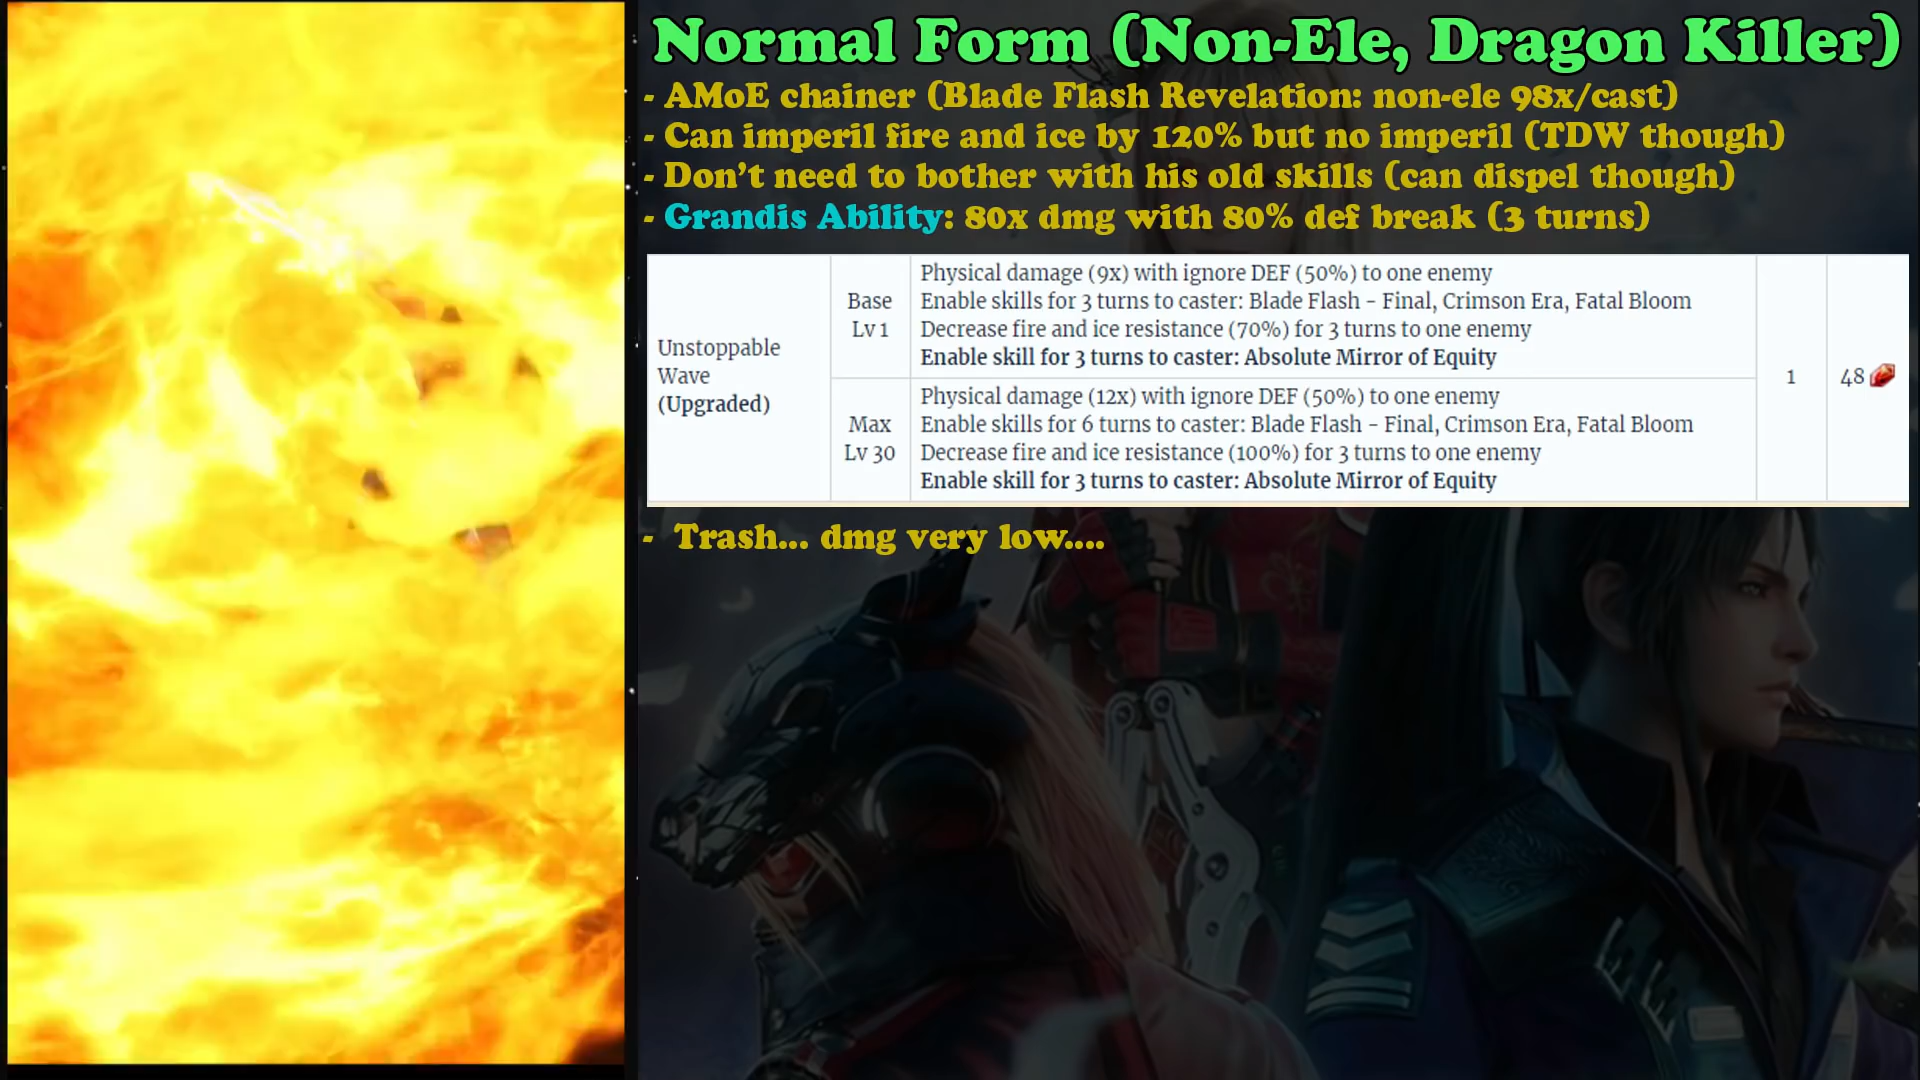 Normal Form (Non-Ele, Dragon Killer)
- AMoE chainer (Blade Flash Revelation: non-ele 98x/cast)
- Can imperil fire and ice by 120% but no imperil (TDW though)
- Don't need to bother with his old skills (can dispel though)
- Grandis Ability: 80x dmg with 80% def break (3 turns)
Unstoppable
Wave
(Upgraded)
Base
Lv 1
Physical damage (9x) with ignore DEF (50%) to one enemy
Enable skills for 3 turns to caster: Blade Flash - Final, Crimson Era, Fatal Bloom
Decrease fire and ice resistance (70%) for 3 turns to one enemy
Enable skill for 3 turns to caster: Absolute Mirror of Equity
Max
Lv 30
Physical damage (12x) with ignore DEF (50%) to one enemy
Enable skills for 6 turns to caster: Blade Flash - Final, Crimson Era, Fatal Bloom
Decrease fire and ice resistance (100%) for 3 turns to one enemy
Enable skill for 3 turns to caster: Absolute Mirror of Equity
1
48
- Trash... dmg very low....